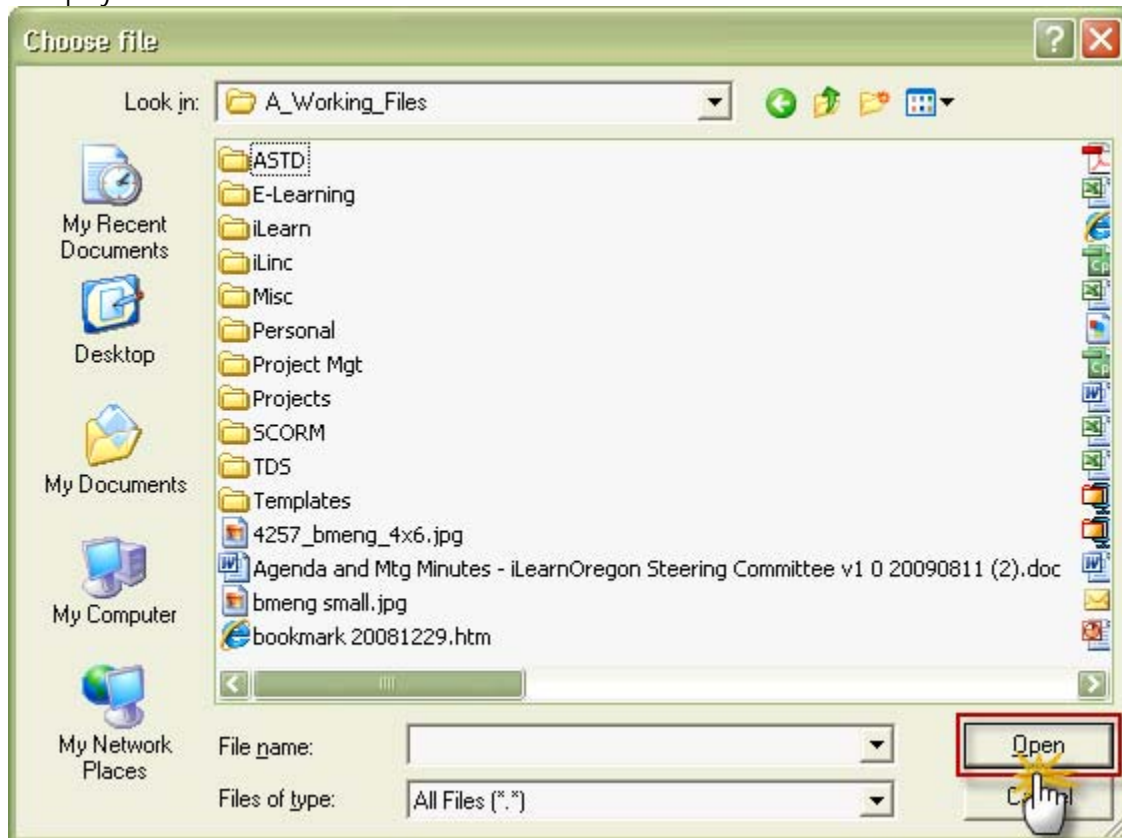 Choose file
Look in:
A_Working_Files
My Recent
Documents
Desktop
My Documents
My Computer
My Network
Places
ASTD
E-Learning
iLearn
iLinc
Misc
Personal
Project Mgt
Projects
SCORM
TDS
Templates
4257_bmeng_4x6.jpg
Agenda and Mtg Minutes - iLearnOregon Steering Committee v1 0 20090811 (2).doc
bmeng small.jpg
bookmark 20081229.htm
File name:
Open
Files of type:
All Files (*.*)